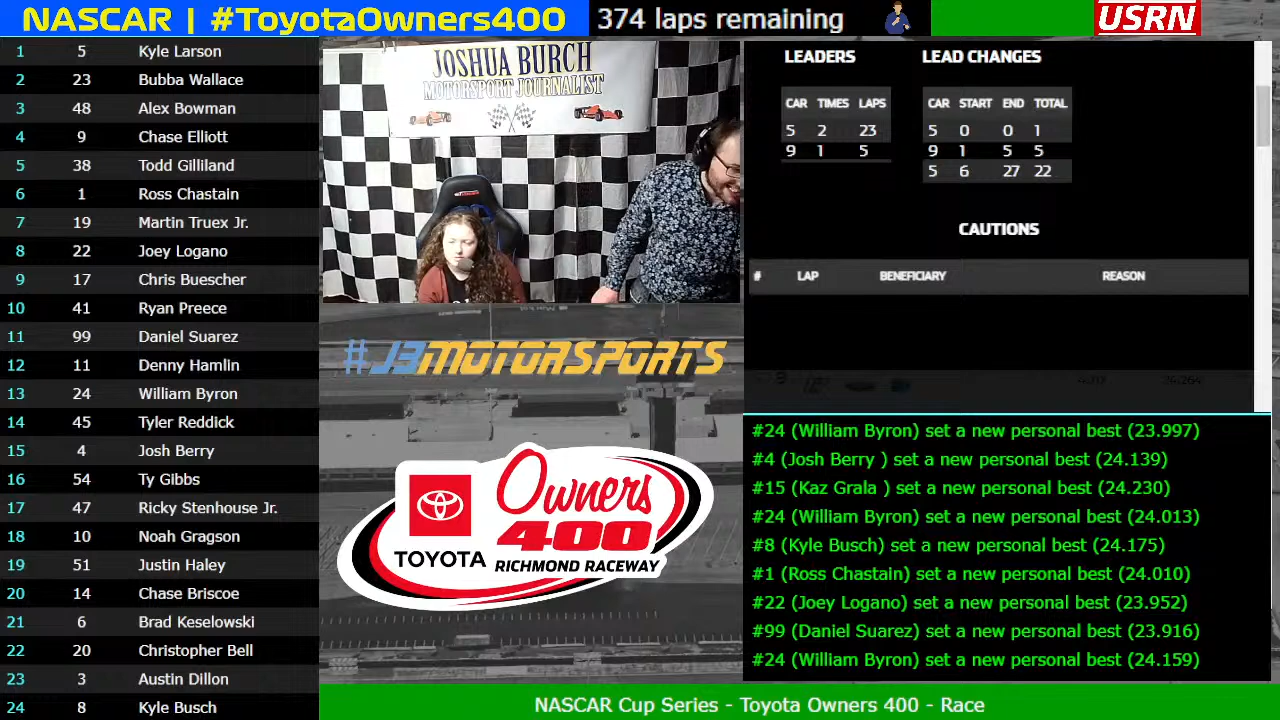 NASCAR | #ToyotaOwners400
374 laps remaining
USRN
1 5 Kyle Larson
2 23 Bubba Wallace
3 48 Alex Bowman
4 9 Chase Elliott
5 38 Todd Gilliland
6 1 Ross Chastain
7 19 Martin Truex Jr.
8 22 Joey Logano
9 17 Chris Buescher
10 41 Ryan Preece
11 99 Daniel Suarez
12 11 Denny Hamlin
13 24 William Byron
14 45 Tyler Reddick
15 4 Josh Berry
16 54 Ty Gibbs
17 47 Ricky Stenhouse Jr.
18 10 Noah Gragson
19 51 Justin Haley
20 14 Chase Briscoe
21 6 Brad Keselowski
22 20 Christopher Bell
23 3 Austin Dillon
24 8 Kyle Busch
JOSHUA BURCH
MOTORSPORT JOURNALIST
#JBMOTORSPORTS
Owners
400
TOYOTA
RICHMOND RACEWAY
LEADERS
CAR TIMES LAPS
5 2 23
9 1 5
LEAD CHANGES
CAR START END TOTAL
5 0 0 1
9 1 5 5
5 6 27 22
CAUTIONS
# LAP BENEFICIARY REASON
#24 (William Byron) set a new personal best (23.997)
#4 (Josh Berry ) set a new personal best (24.139)
#15 (Kaz Grala ) set a new personal best (24.230)
#24 (William Byron) set a new personal best (24.013)
#8 (Kyle Busch) set a new personal best (24.175)
#1 (Ross Chastain) set a new personal best (24.010)
#22 (Joey Logano) set a new personal best (23.952)
#99 (Daniel Suarez) set a new personal best (23.916)
#24 (William Byron) set a new personal best (24.159)
NASCAR Cup Series - Toyota Owners 400 - Race